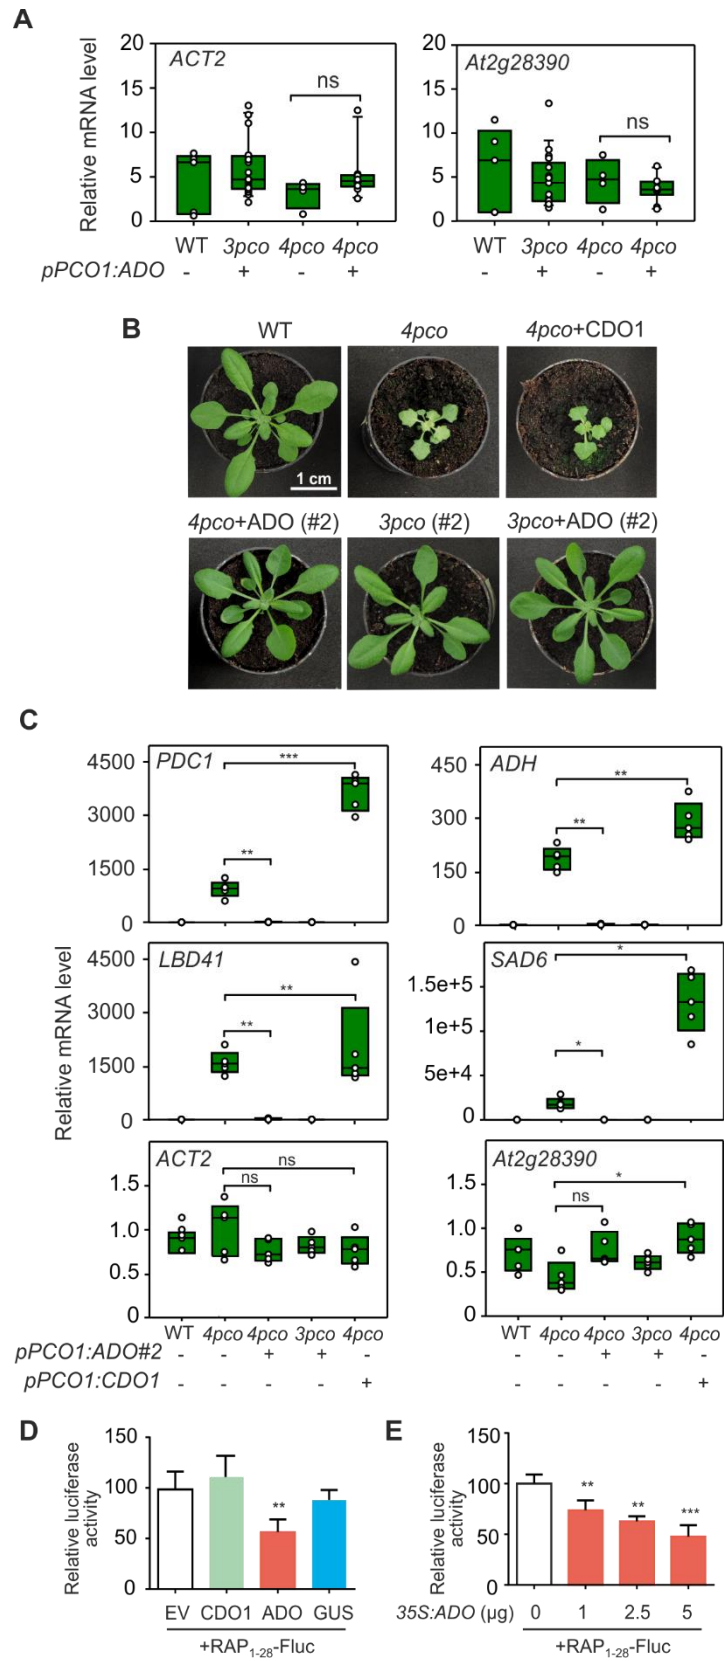 A
Relative mRNA level
20
15
10
5
0
ACT2
ns
20
15
10
5
0
At2g28390
ns
WT 3pco 4pco 4pco WT 3pco 4pco 4pco
pPCO1:ADO - + - + - + - +
B
WT 4pco 4pco+CDO1
1 cm
4pco+ADO (#2) 3pco (#2) 3pco+ADO (#2)
C
Relative mRNA level
4500
3000
1500
0
PDC1
***
**
450
300
150
0
ADH
**
**
4500
3000
1500
0
LBD41
**
**
1.5e+5
1e+5
5e+4
0
SAD6
*
*
1.5
1.0
0.5
0
ACT2
ns
ns
1.5
1.0
0.5
0
At2g28390
*
ns
WT 4pco 4pco 3pco 4pco WT 4pco 4pco 3pco 4pco
pPCO1:ADO#2 - - + + - - - + + -
pPCO1:CDO1 - - - - + - - - - +
D
Relative luciferase
activity
150
100
50
0
**
EV CDO1 ADO GUS
+RAP1-28-Fluc
E
Relative luciferase
activity
150
100
50
0
** ** ***
35S:ADO (µg) 0 1 2.5 5
+RAP1-28-Fluc